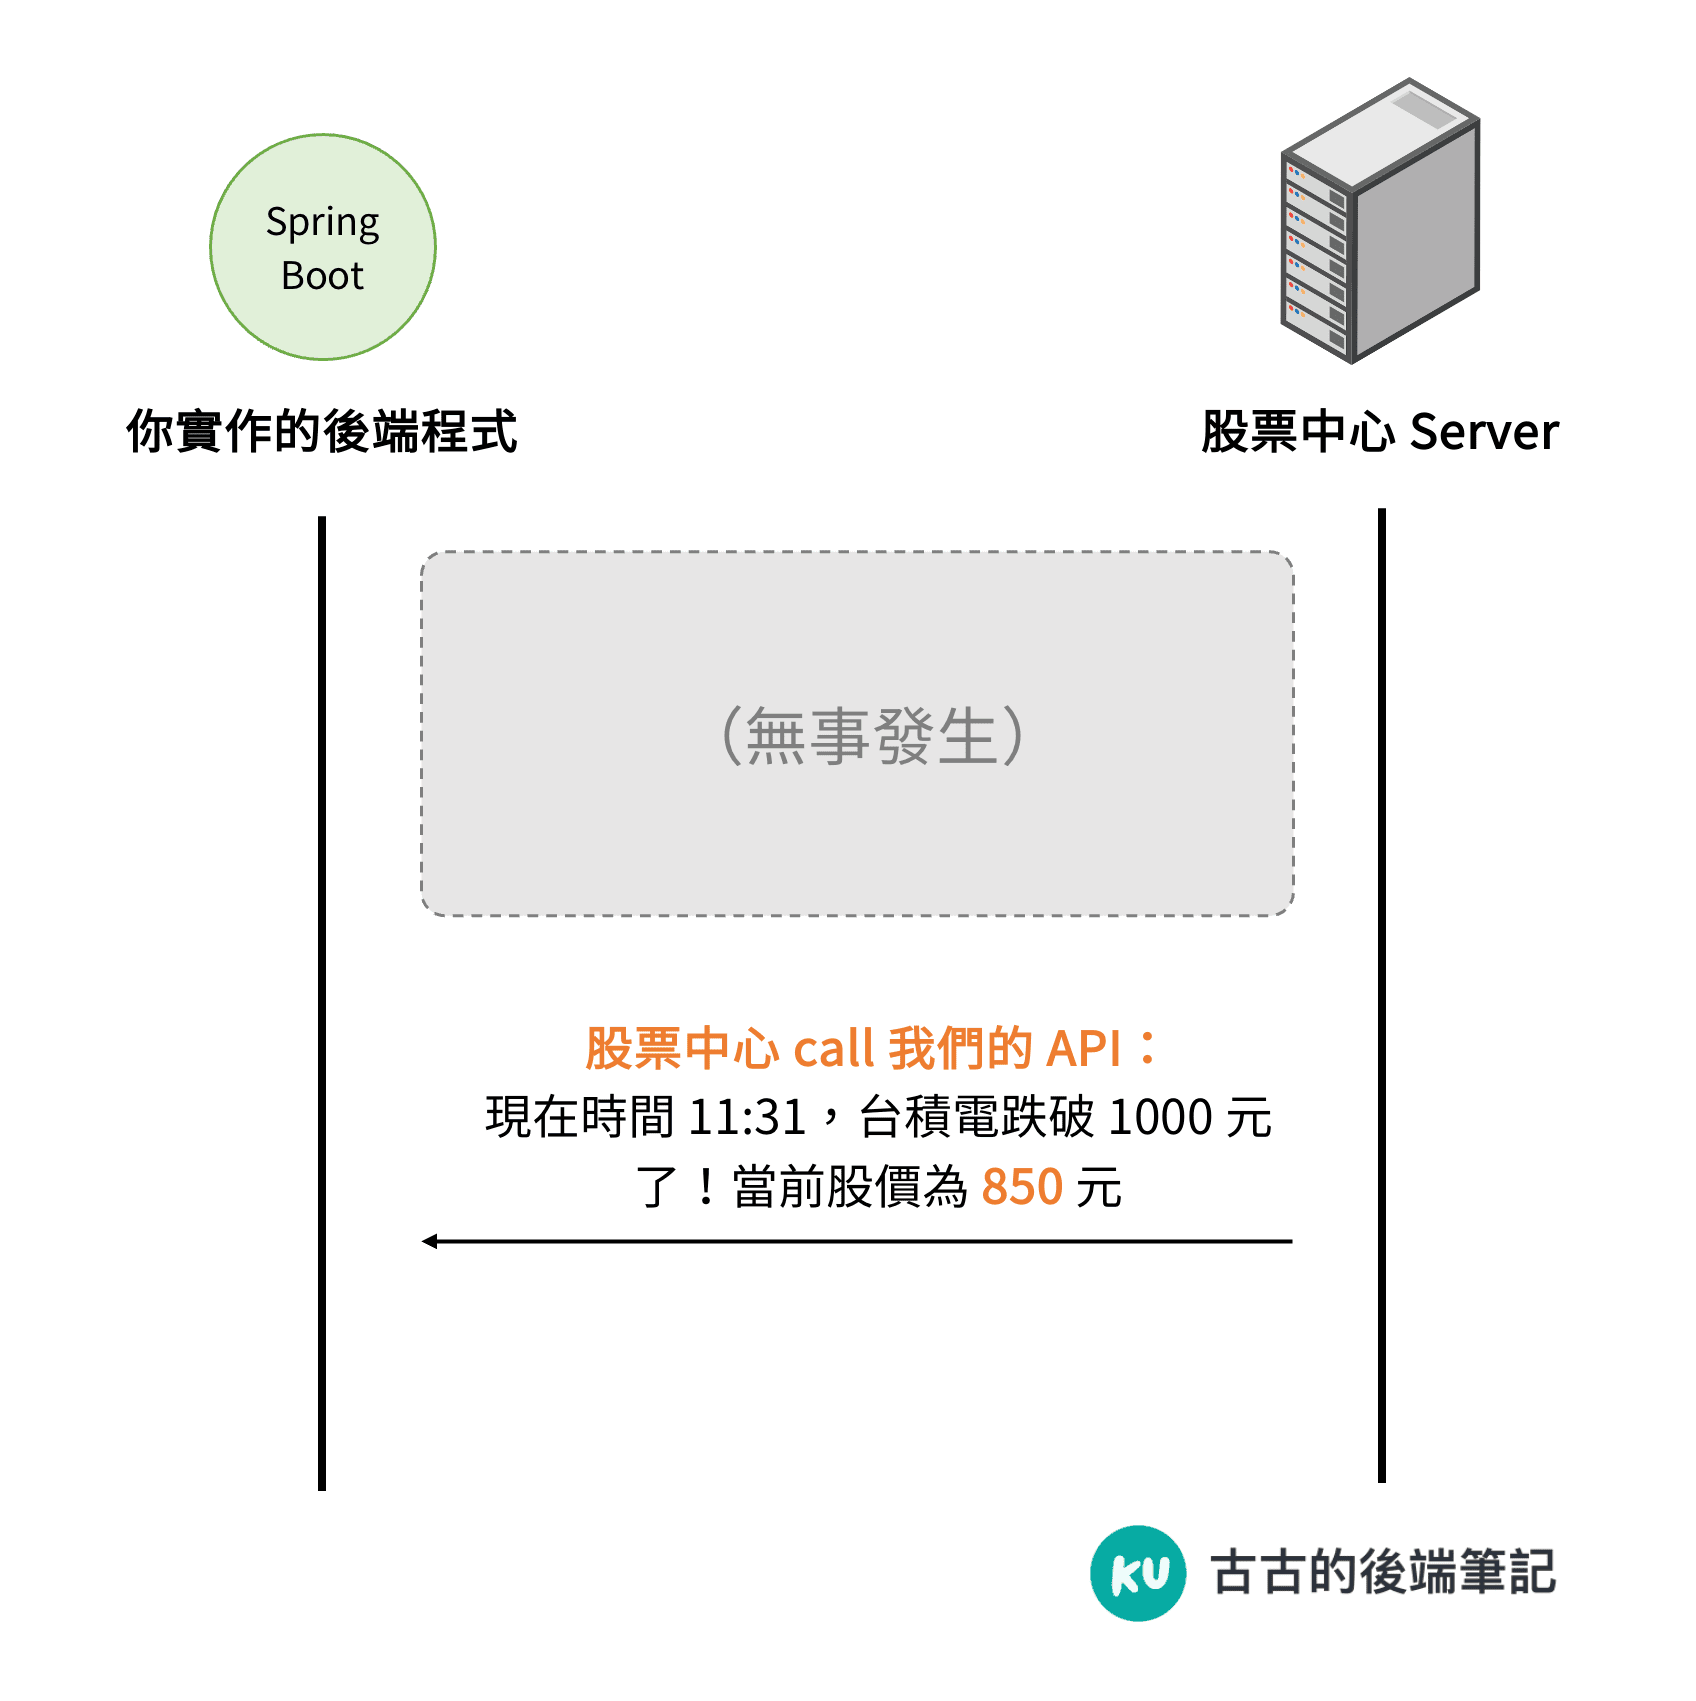 Spring
Boot
你實作的後端程式
股票中心 Server
（無事發生）
股票中心 call 我們的 API：
現在時間 11:31，台積電跌破 1000 元
了！當前股價為 850 元
KU 古古的後端筆記